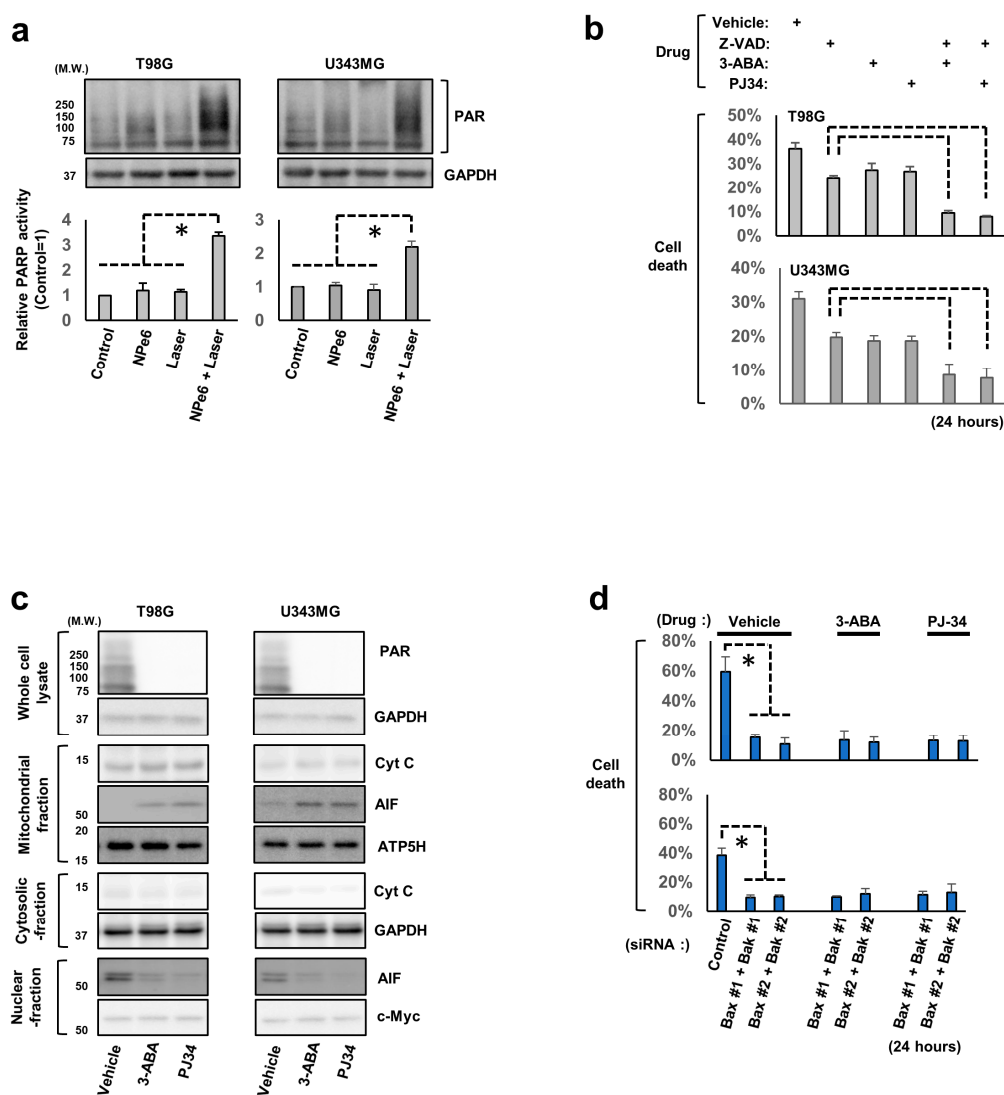 a
(M.W.)
T98G
U343MG
250
150
100
75
PAR
37
GAPDH
Relative PARP activity
(Control=1)
4
3
2
1
0
*
Control
NPe6
Laser
NPe6 + Laser
3
2
1
0
*
Control
NPe6
Laser
NPe6 + Laser
b
Drug
Vehicle: +
Z-VAD: + + +
3-ABA: + +
PJ34: + +
Cell
death
50%
40%
30%
20%
10%
0%
T98G
40%
30%
20%
10%
0%
U343MG
(24 hours)
c
(M.W.)
T98G
U343MG
Whole cell
lysate
250
150
100
75
PAR
37
GAPDH
Mitochondrial
fraction
15
Cyt C
50
AIF
20
15
ATP5H
Cytosolic
-fraction
15
Cyt C
37
GAPDH
Nuclear
-fraction
50
AIF
50
c-Myc
Vehicle
3-ABA
PJ34
Vehicle
3-ABA
PJ34
d
(Drug :)
Vehicle
3-ABA
PJ-34
Cell
death
80%
60%
40%
20%
0%
*
80%
60%
40%
20%
0%
*
(siRNA :)
Control
Bax #1 + Bak #1
Bax #2 + Bak #2
Bax #1 + Bak #1
Bax #2 + Bak #2
Bax #1 + Bak #1
Bax #2 + Bak #2
(24 hours)